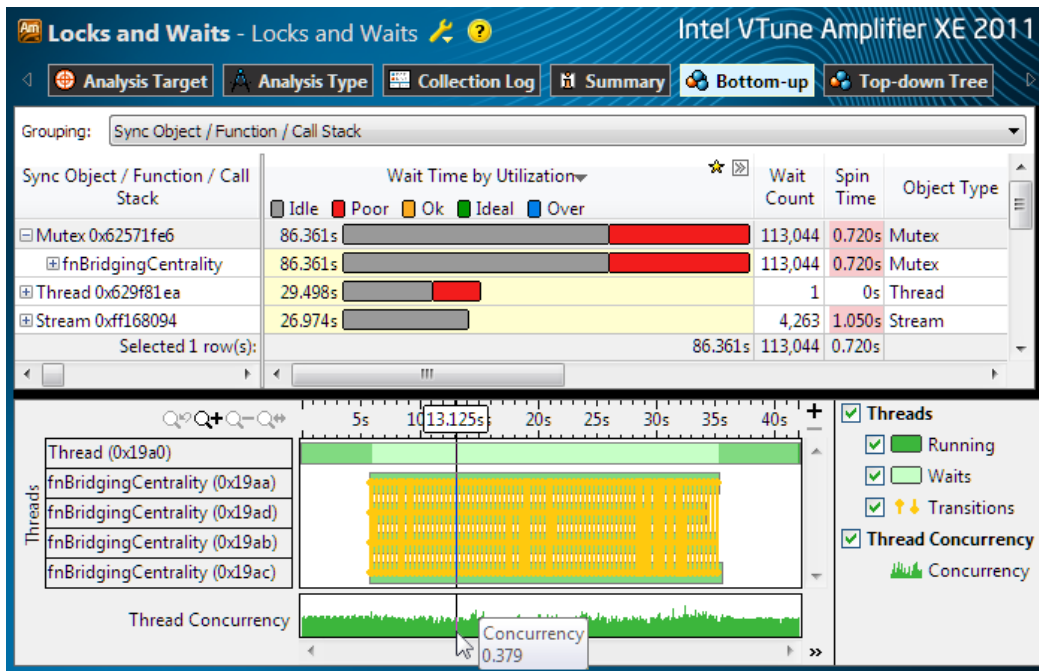 Am Locks and Waits - Locks and Waits ? Intel VTune Amplifier XE 2011
Analysis Target Analysis Type Collection Log Summary Bottom-up Top-down Tree
Grouping: Sync Object / Function / Call Stack
Sync Object / Function / Call Stack Wait Time by Utilization Wait Count Spin Time Object Type
Idle Poor Ok Ideal Over
Mutex 0x62571fe6 86.361s 113,044 0.720s Mutex
fnBridgingCentrality 86.361s 113,044 0.720s Mutex
Thread 0x629f81ea 29.498s 1 0s Thread
Stream 0xff168094 26.974s 4,263 1.050s Stream
Selected 1 row(s): 86.361s 113,044 0.720s
5s 10 13.125s 20s 25s 30s 35s 40s
Threads
Thread (0x19a0)
fnBridgingCentrality (0x19aa)
fnBridgingCentrality (0x19ad)
fnBridgingCentrality (0x19ab)
fnBridgingCentrality (0x19ac)
Thread Concurrency
Concurrency
0.379
Threads
Running
Waits
Transitions
Thread Concurrency
Concurrency